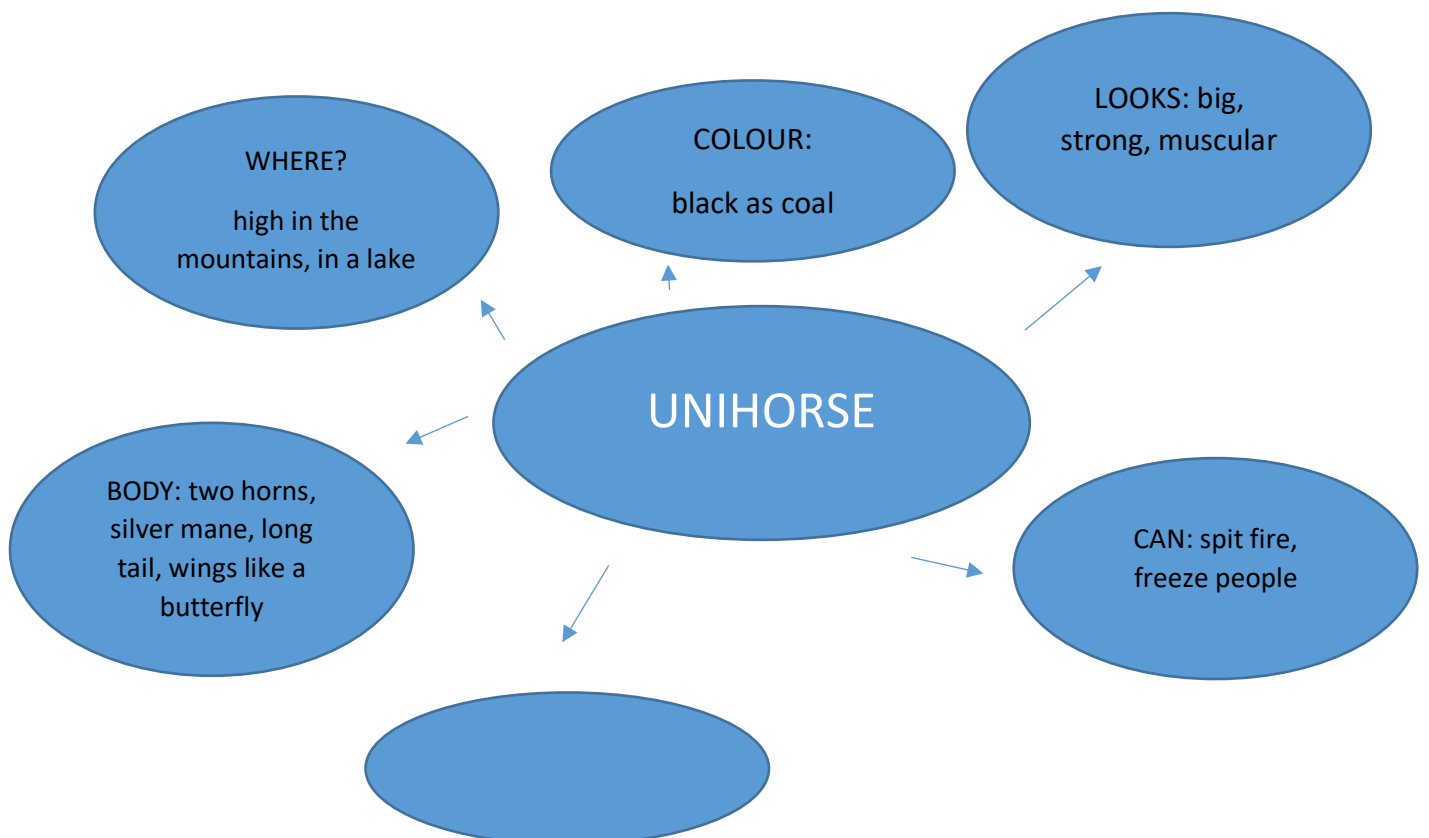 WHERE?
high in the
mountains, in a lake
COLOUR:
black as coal
LOOKS: big,
strong, muscular
UNIHORSE
BODY: two horns,
silver mane, long
tail, wings like a
butterfly
CAN: spit fire,
freeze people